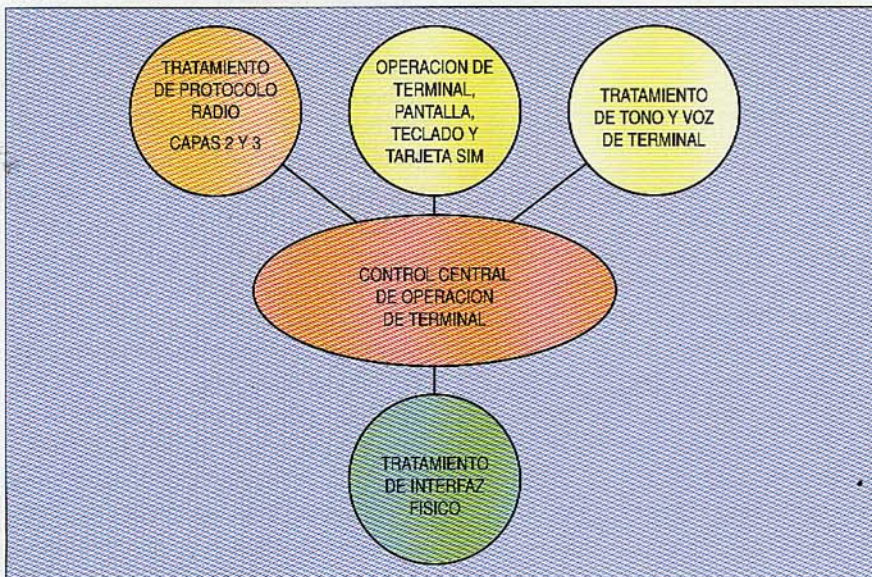 TRATAMIENTO
DE PROTOCOLO
RADIO
CAPAS 2 Y 3
OPERACION DE
TERMINAL,
PANTALLA,
TECLADO Y
TARJETA SIM
TRATAMIENTO
DE TONO Y VOZ
DE TERMINAL
CONTROL CENTRAL
DE OPERACION
DE TERMINAL
TRATAMIENTO
DE INTERFAZ
FISICO